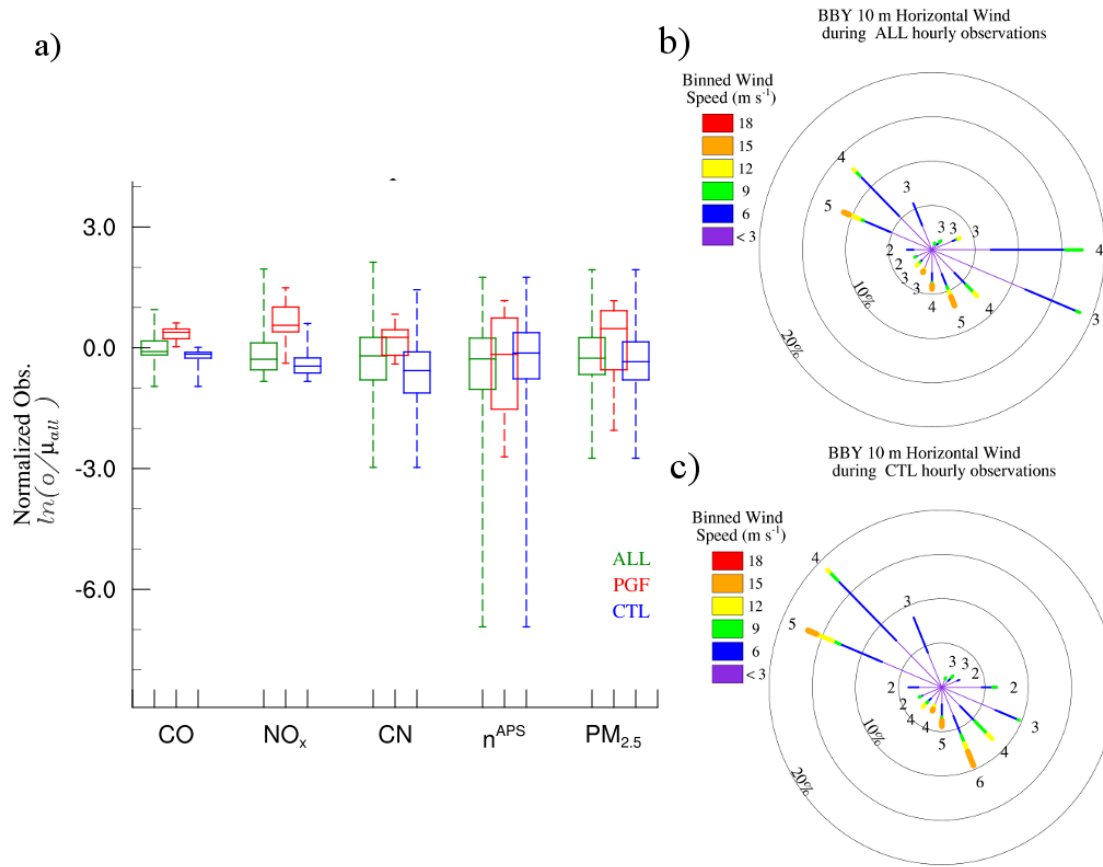 a)
Normalized Obs.
ln(o/μall)
3.0
0.0
-3.0
-6.0
ALL
PGF
CTL
CO
NOx
CN
nAPS
PM2.5
b)
BBY 10 m Horizontal Wind
during ALL hourly observations
Binned Wind
Speed (m s-1)
18
15
12
9
6
< 3
4
3
5
3
3
3
2
4
2
3
3
4
5
4
3
10%
20%
c)
BBY 10 m Horizontal Wind
during CTL hourly observations
Binned Wind
Speed (m s-1)
18
15
12
9
6
< 3
4
3
5
3
3
2
2
2
2
4
4
5
6
4
3
10%
20%